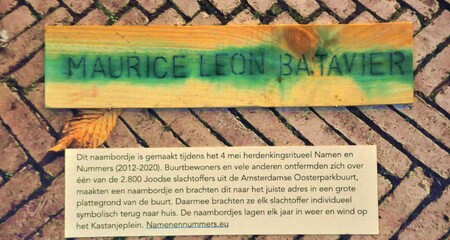 MAURICE LEON BATAVIER
Dit naambordje is gemaakt tijdens het 4 mei herdenkingsritueel Namen en
Nummers (2012-2020). Buurtbewoners en vele anderen ontfermden zich over
één van de 2.800 Joodse slachtoffers uit de Amsterdamse Oosterparkbuurt,
maakten een naambordje en brachten dit naar het juiste adres in een grote
plattegrond van de buurt. Daarmee brachten ze elk slachtoffer individueel
symbolisch terug naar huis. De naambordjes lagen elk jaar in weer en wind op
het Kastanjeplein. Namenennummers.eu